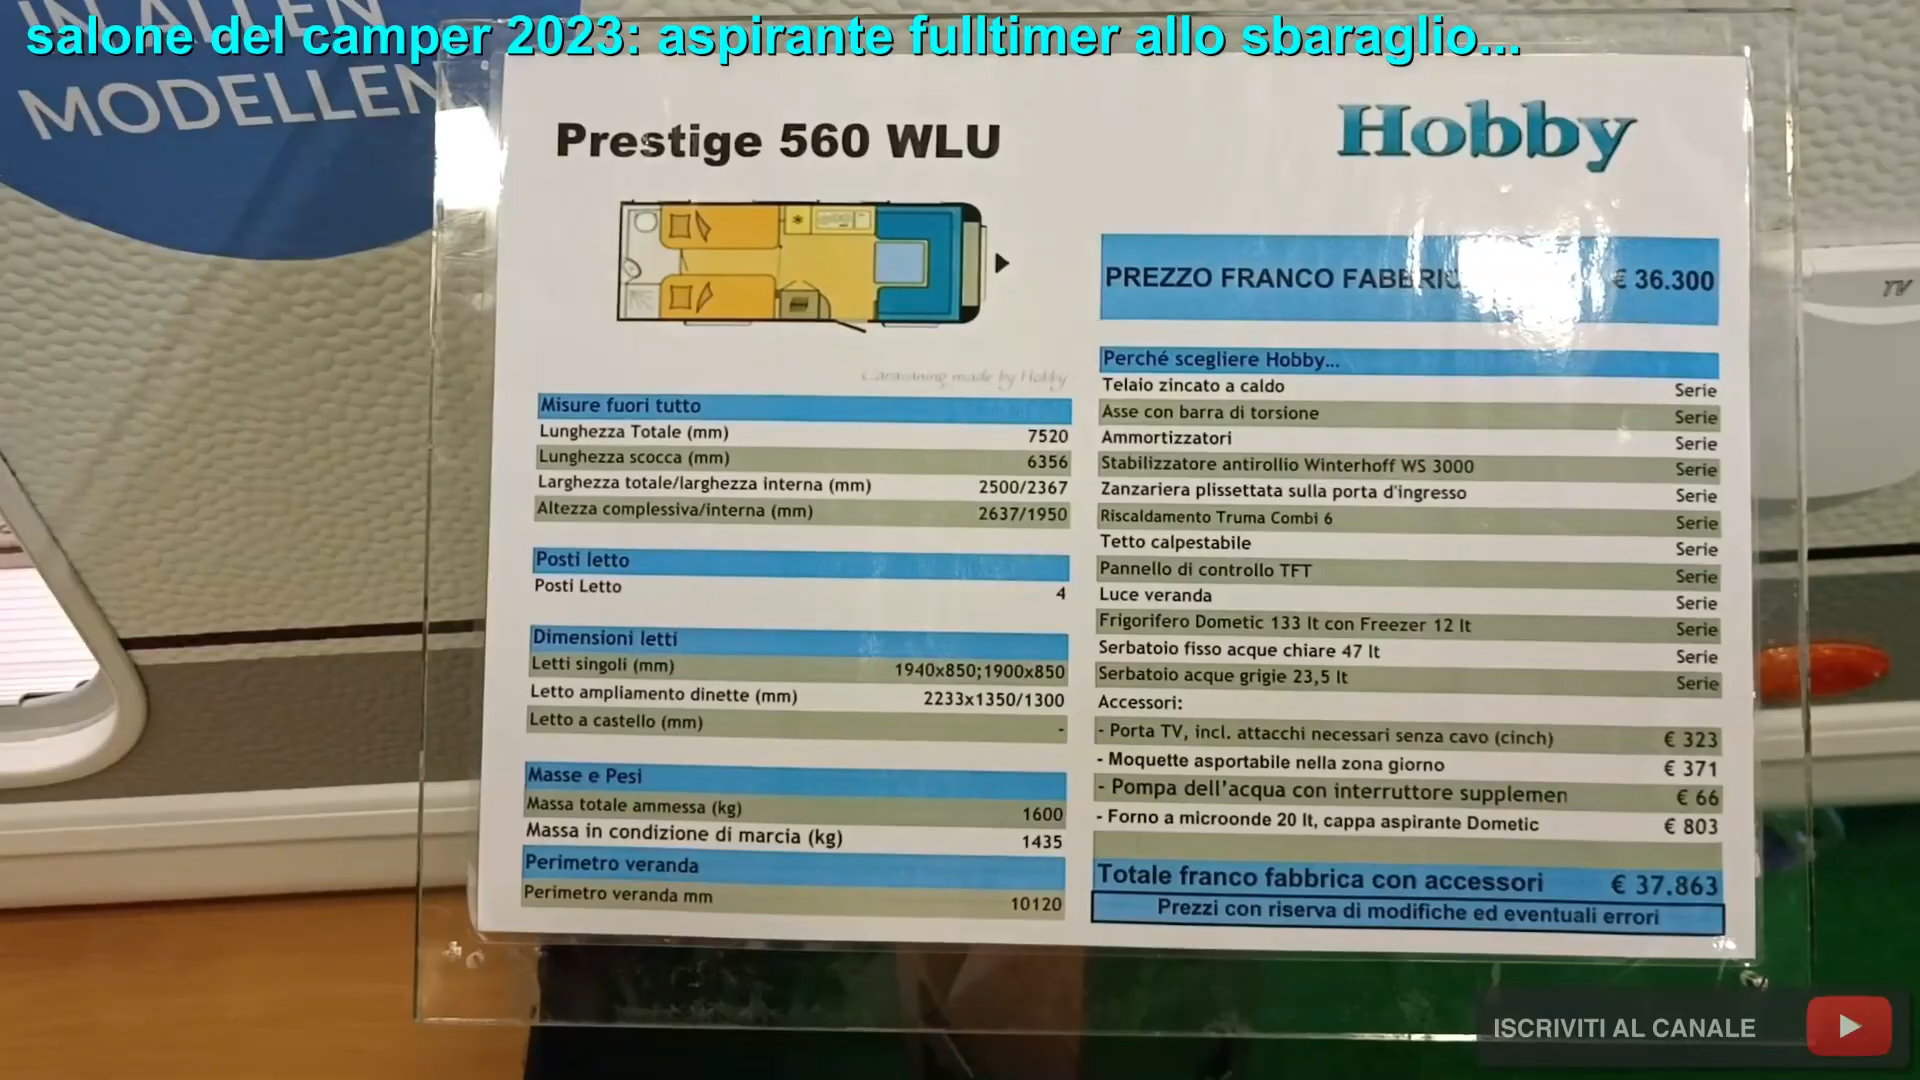 IN ALLEN
MODELLEN
salone del camper 2023: aspirante fulltimer allo sbaraglio...
Prestige 560 WLU
Hobby
Caravaning made by Hobby
Misure fuori tutto
Lunghezza Totale (mm) 7520
Lunghezza scocca (mm) 6356
Larghezza totale/larghezza interna (mm) 2500/2367
Altezza complessiva/interna (mm) 2637/1950
Posti letto
Posti Letto 4
Dimensioni letti
Letti singoli (mm) 1940x850;1900x850
Letto ampliamento dinette (mm) 2233x1350/1300
Letto a castello (mm) -
Masse e Pesi
Massa totale ammessa (kg) 1600
Massa in condizione di marcia (kg) 1435
Perimetro veranda
Perimetro veranda mm 10120
PREZZO FRANCO € 36.300
Perché scegliere Hobby...
Telaio zincato a caldo Serie
Asse con barra di torsione Serie
Ammortizzatori Serie
Stabilizzatore antirollio Winterhoff WS 3000 Serie
Zanzariera plissettata sulla porta d'ingresso Serie
Riscaldamento Truma Combi 6 Serie
Tetto calpestabile Serie
Pannello di controllo TFT Serie
Luce veranda Serie
Frigorifero Dometic 133 lt con Freezer 12 lt Serie
Serbatoio fisso acque chiare 47 lt Serie
Serbatoio acque grigie 23,5 lt Serie
Accessori:
- Porta TV, incl. attacchi necessari senza cavo (cinch) € 323
- Moquette asportabile nella zona giorno € 371
- Pompa dell'acqua con interruttore supplemen € 66
- Forno a microonde 20 lt, cappa aspirante Dometic € 803
Totale franco fabbrica con accessori € 37.863
Prezzi con riserva di modifiche ed eventuali errori
TV
ISCRIVITI AL CANALE